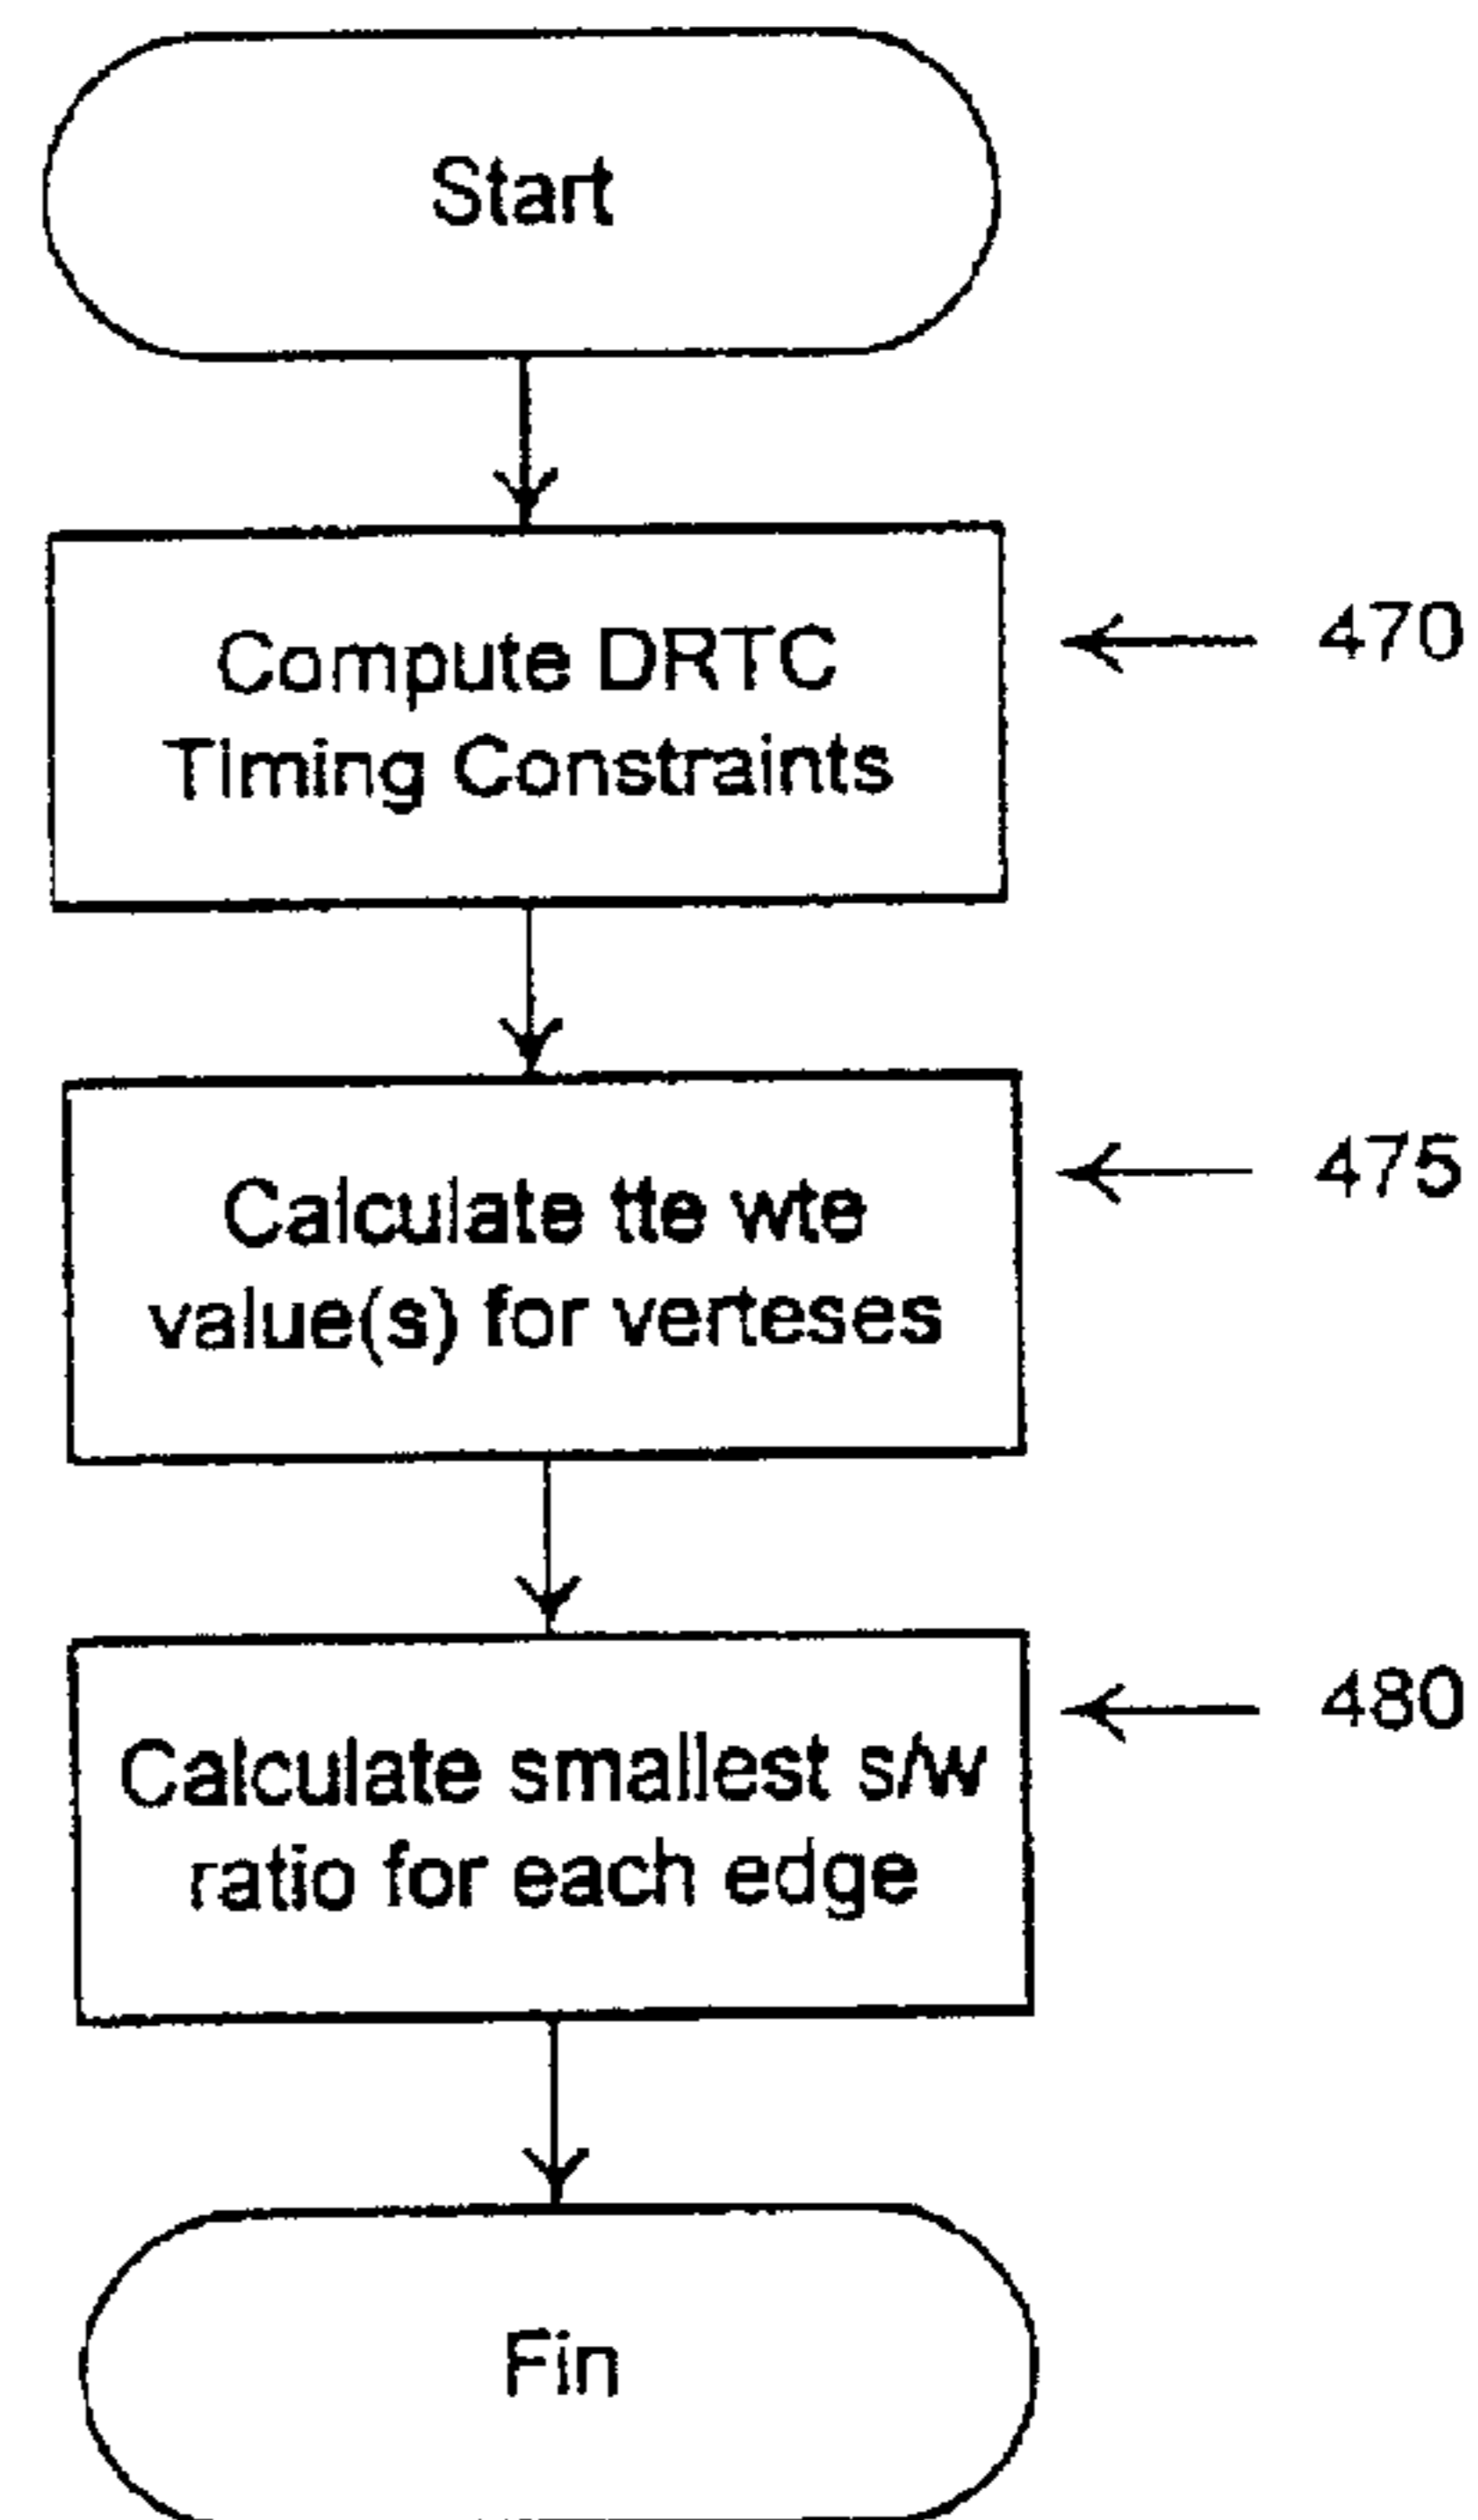 Start
Compute DRTC
Timing Constraints
470
Calculate tte wte
value(s) for verteses
475
Calculate smallest s/w
ratio for each edge
480
Fin